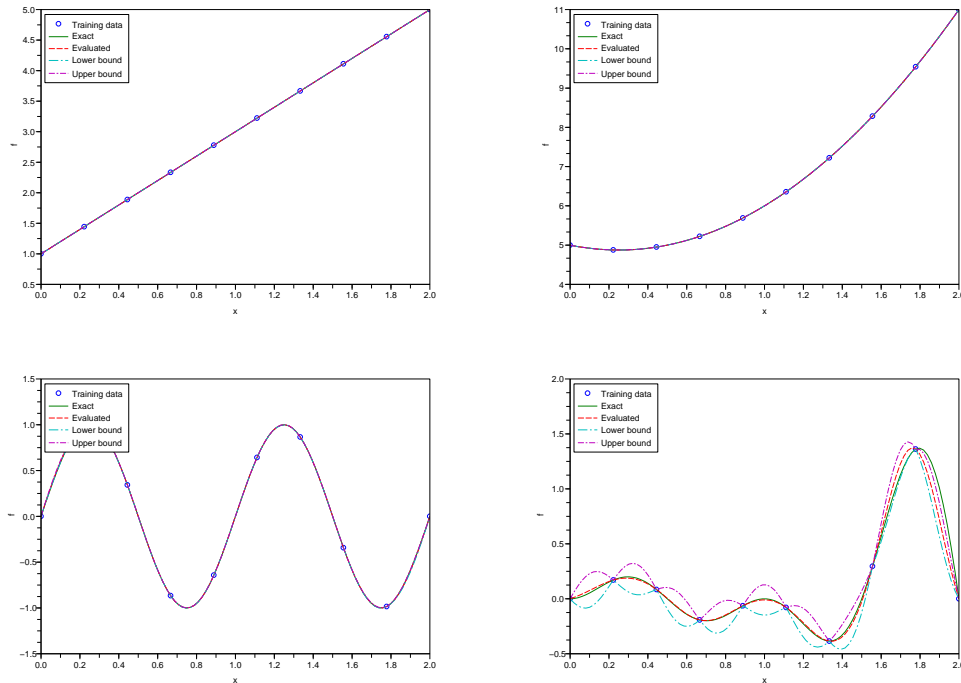 5.0
4.5
4.0
3.5
3.0
2.5
2.0
1.5
1.0
0.5
f
Training data
Exact
Evaluated
Lower bound
Upper bound
0.0 0.2 0.4 0.6 0.8 1.0 1.2 1.4 1.6 1.8 2.0
x
11
10
9
8
7
6
5
4
f
Training data
Exact
Evaluated
Lower bound
Upper bound
0.0 0.2 0.4 0.6 0.8 1.0 1.2 1.4 1.6 1.8 2.0
x
1.5
1.0
0.5
0.0
−0.5
−1.0
−1.5
f
Training data
Exact
Evaluated
Lower bound
Upper bound
0.0 0.2 0.4 0.6 0.8 1.0 1.2 1.4 1.6 1.8 2.0
x
2.0
1.5
1.0
0.5
0.0
−0.5
f
Training data
Exact
Evaluated
Lower bound
Upper bound
0.0 0.2 0.4 0.6 0.8 1.0 1.2 1.4 1.6 1.8 2.0
x